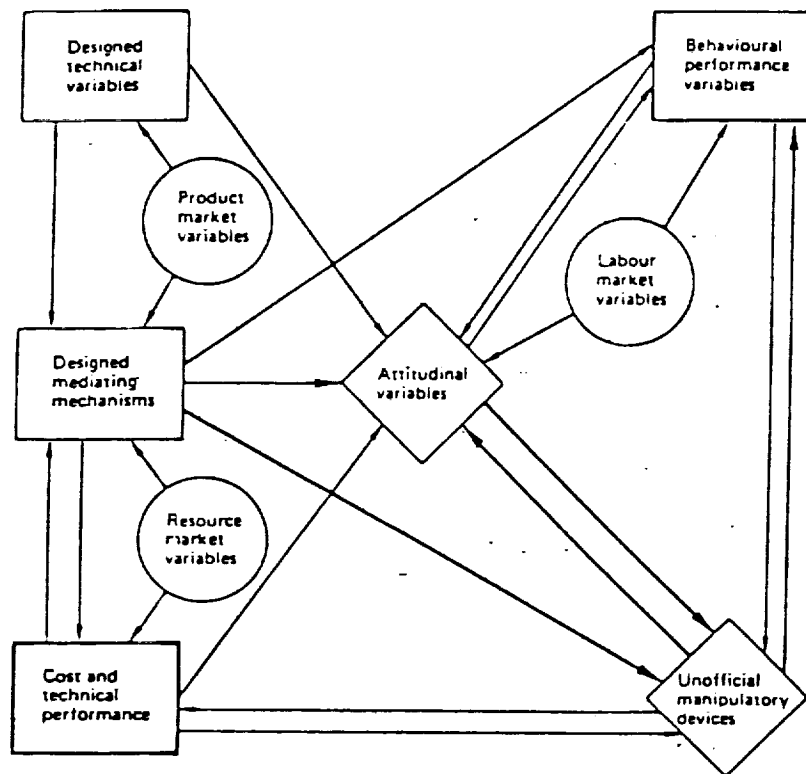 Designed
technical
variables
Behavioural
performance
variables
Product
market
variables
Labour
market
variables
Designed
mediating
mechanisms
Attitudinal
variables
Resource
market
variables
Cost and
technical
performance
Unofficial
manipulatory
devices